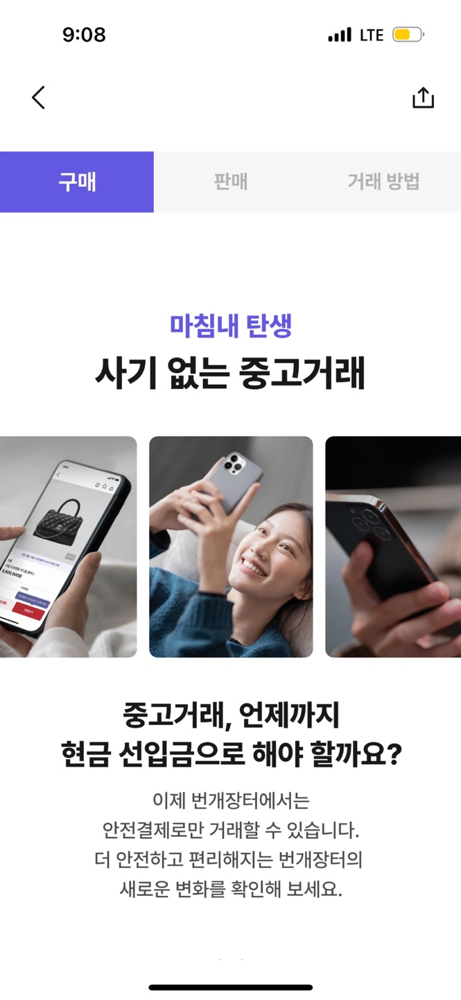 9:08
LTE
구매
판매
거래 방법
마침내 탄생
사기 없는 중고거래
중고거래, 언제까지
현금 선입금으로 해야 할까요?
이제 번개장터에서는
안전결제로만 거래할 수 있습니다.
더 안전하고 편리해지는 번개장터의
새로운 변화를 확인해 보세요.